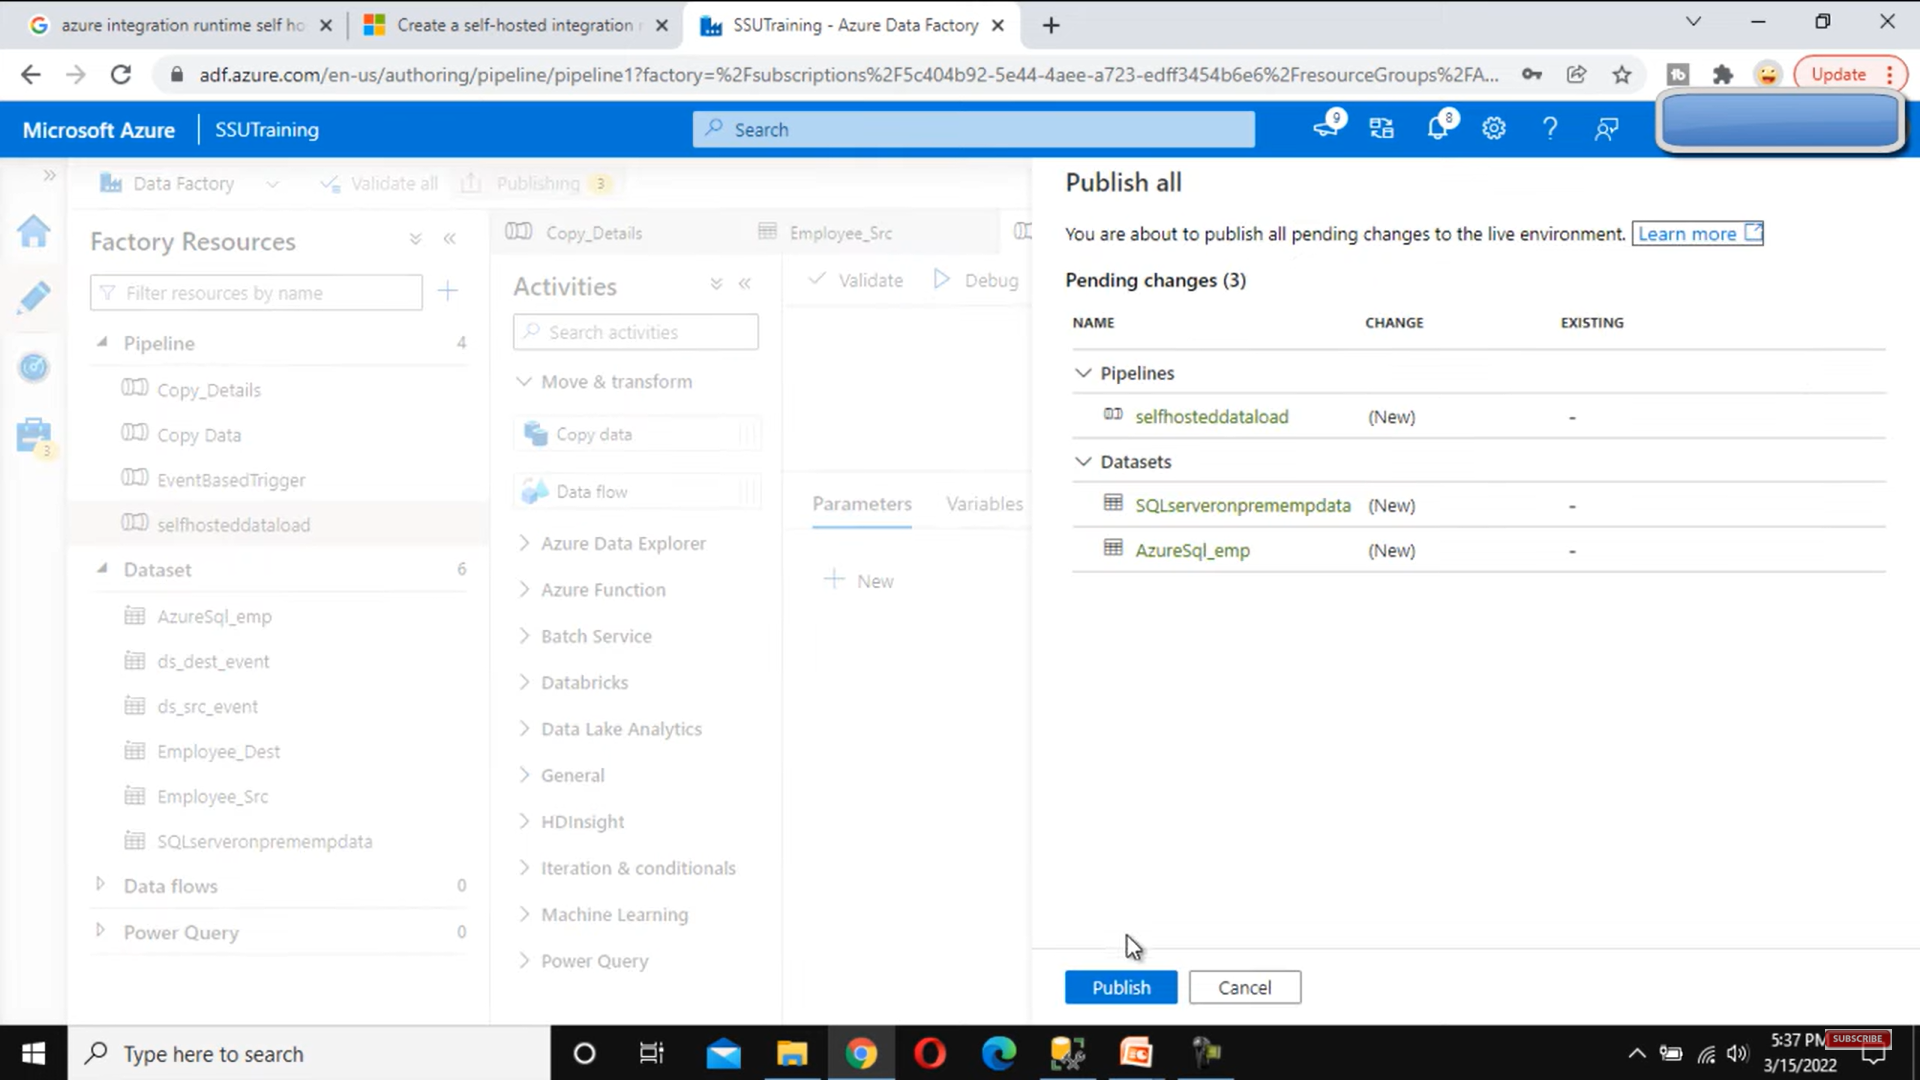 azure integration runtime self ho
Create a self-hosted integration r
SSUTraining - Azure Data Factory
adf.azure.com/en-us/authoring/pipeline/pipeline1?factory=%2Fsubscriptions%2F5c404b92-5e44-4aee-a723-edff3454b6e6%2FresourceGroups%2FA...
Update
Microsoft Azure
SSUTraining
Search
9
8
Data Factory
Validate all
Publishing 3
Factory Resources
Filter resources by name
Pipeline 4
Copy_Details
Copy Data
EventBasedTrigger
selfhosteddataload
3
Dataset 6
AzureSql_emp
ds_dest_event
ds_src_event
Employee_Dest
Employee_Src
SQLserveronprememp​data
Data flows 0
Power Query 0
Copy_Details
Employee_Src
Activities
Search activities
Move & transform
Copy data
Data flow
Azure Data Explorer
Azure Function
Batch Service
Databricks
Data Lake Analytics
General
HDInsight
Iteration & conditionals
Machine Learning
Power Query
Validate
Debug
Parameters
Variables
New
Publish all
You are about to publish all pending changes to the live environment. Learn more
Pending changes (3)
NAME CHANGE EXISTING
Pipelines
selfhosteddataload (New) -
Datasets
SQLserveronpremempdata (New) -
AzureSql_emp (New) -
Publish
Cancel
Type here to search
5:37 PM
SUBSCRIBE
3/15/2022